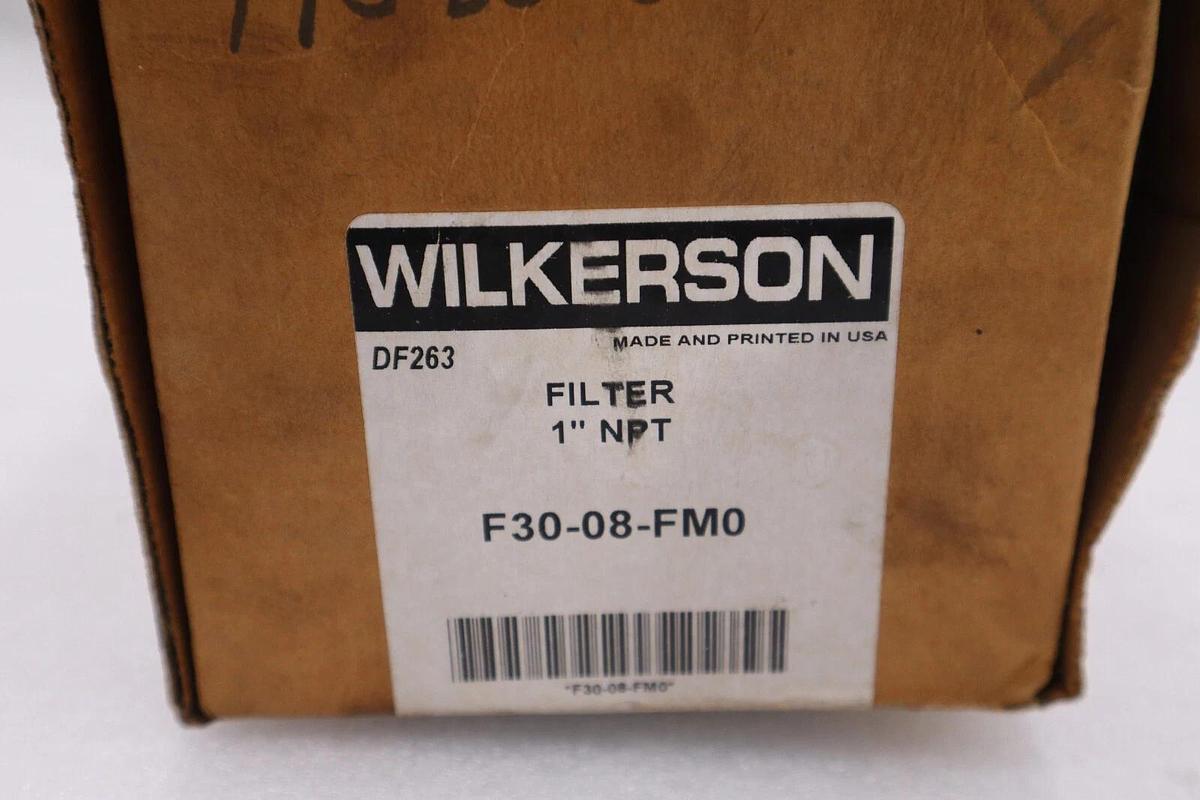 WILKERSON
MADE AND PRINTED IN USA
DF263
FILTER
1" NPT
F30-08-FM0
"F30-08-FM0"